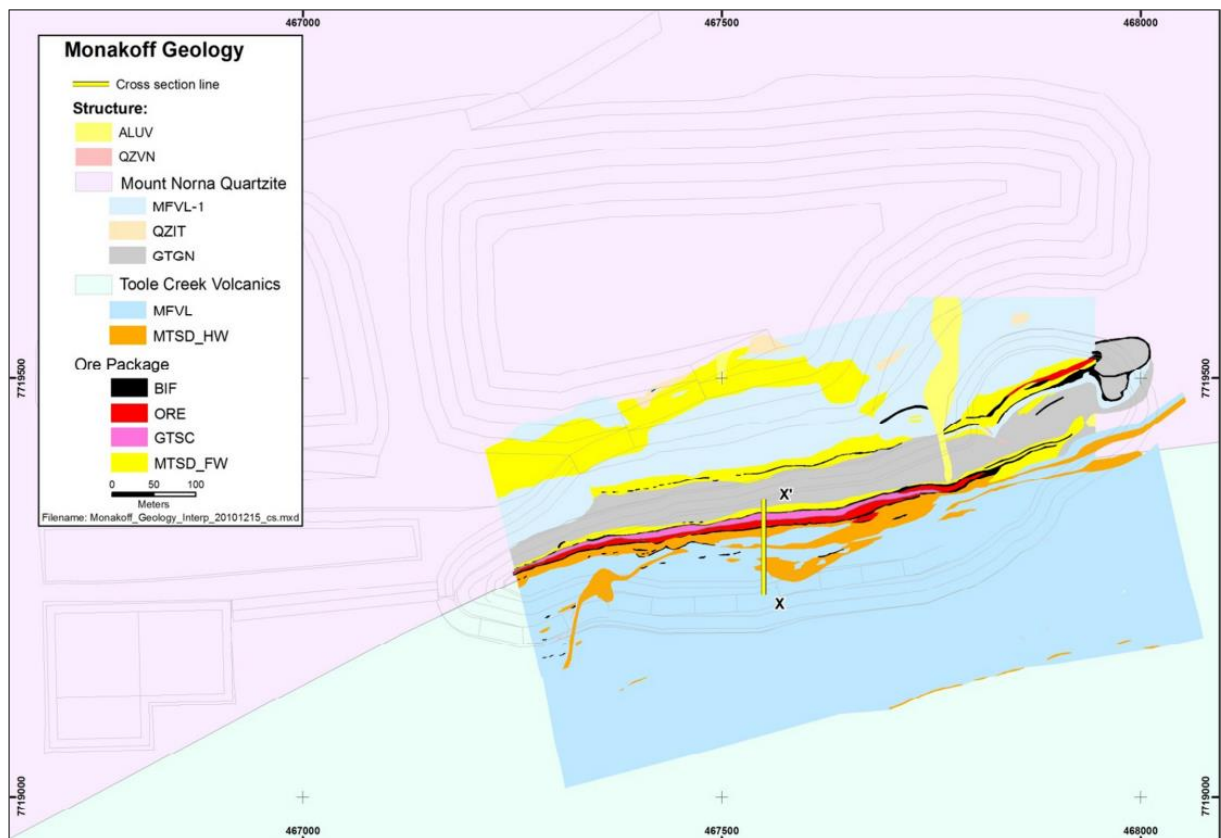 467000
467500
468000
Monakoff Geology
Cross section line
Structure:
ALUV
QZVN
Mount Norna Quartzite
MFVL-1
QZIT
GTGN
Toole Creek Volcanics
MFVL
MTSD_HW
Ore Package
BIF
ORE
GTSC
MTSD_FW
0 50 100
Meters
Filename: Monakoff_Geology_Interp_20101215_cs.mxd
7719500
7719500
X'
X
7719000
7719000
467000
467500
468000